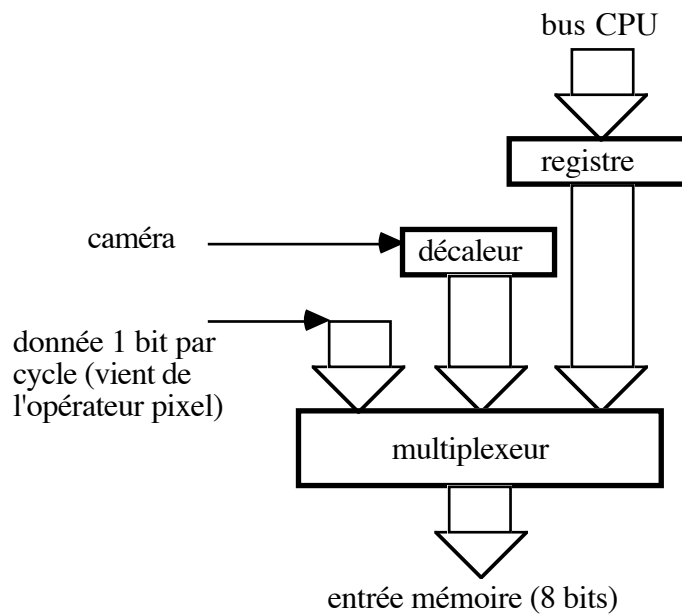 bus CPU
registre
caméra
décaleur
donnée 1 bit par
cycle (vient de
l'opérateur pixel)
multiplexeur
entrée mémoire (8 bits)